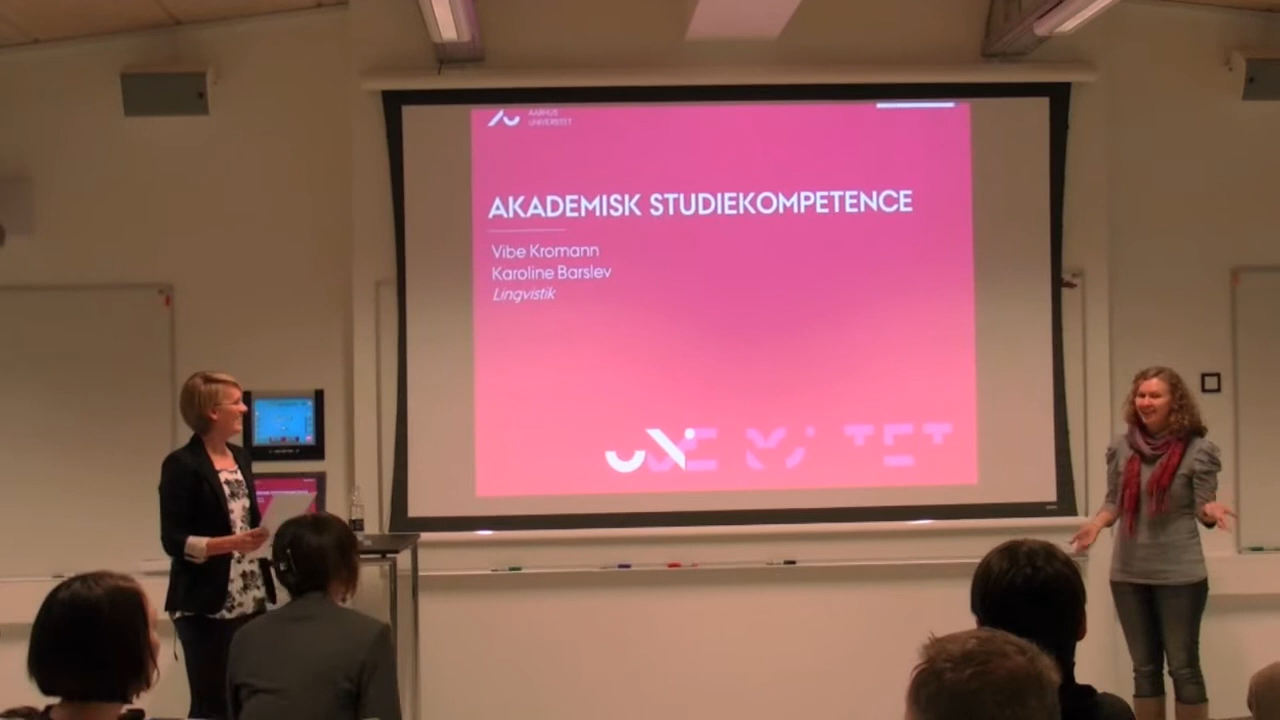 AARHUS
UNIVERSITET
AKADEMISK STUDIEKOMPETENCE
Vibe Kromann
Karoline Barslev
Lingvistik